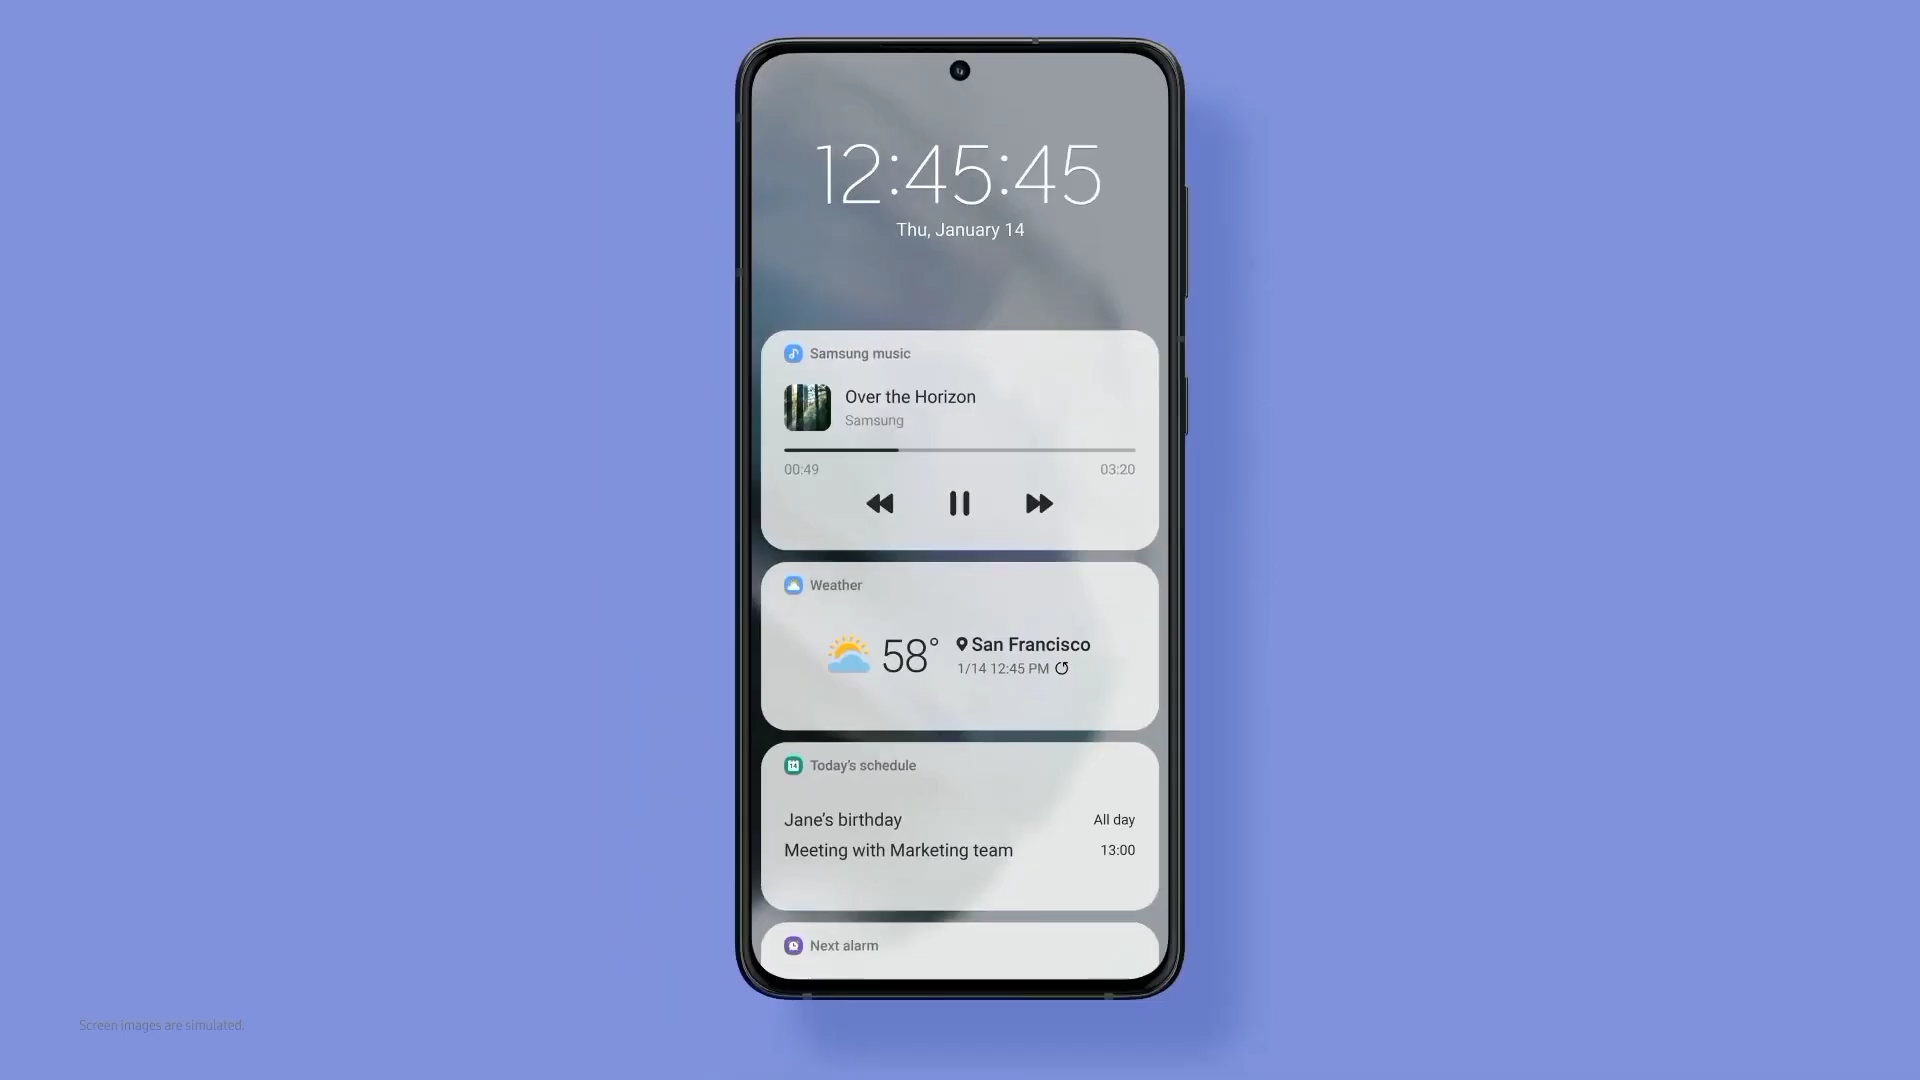 12:45:45
Thu, January 14
Samsung music
Over the Horizon
Samsung
00:49 03:20
Weather
58° San Francisco
1/14 12:45 PM
14
Today's schedule
Jane's birthday All day
Meeting with Marketing team 13:00
Next alarm
Screen images are simulated.